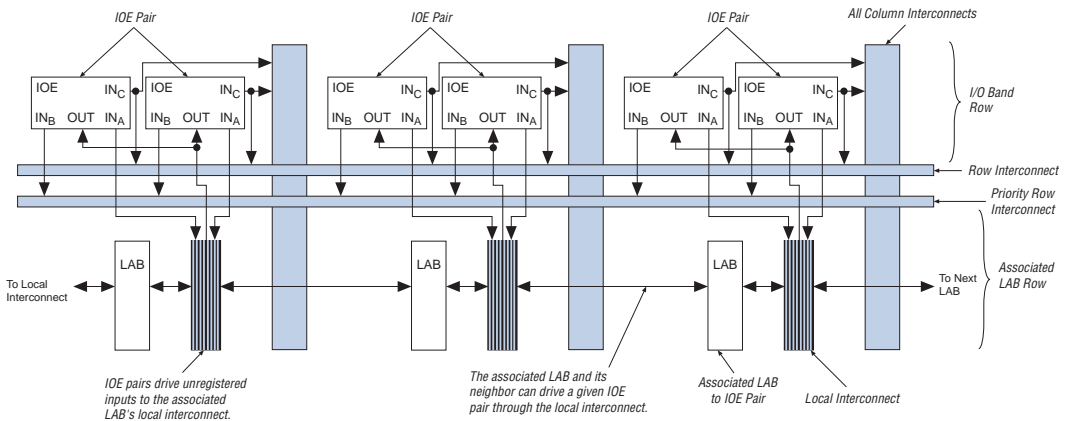 IOE Pair
IOE Pair
IOE Pair
All Column Interconnects
IOE INC
INB OUT INA
IOE INC
INB OUT INA
IOE INC
INB OUT INA
IOE INC
INB OUT INA
IOE INC
INB OUT INA
IOE INC
INB OUT INA
I/O Band
Row
Row Interconnect
Priority Row
Interconnect
LAB
LAB
LAB
To Local
Interconnect
To Next
LAB
Associated
LAB Row
IOE pairs drive unregistered
inputs to the associated
LAB's local interconnect.
The associated LAB and its
neighbor can drive a given IOE
pair through the local interconnect.
Associated LAB
to IOE Pair
Local Interconnect